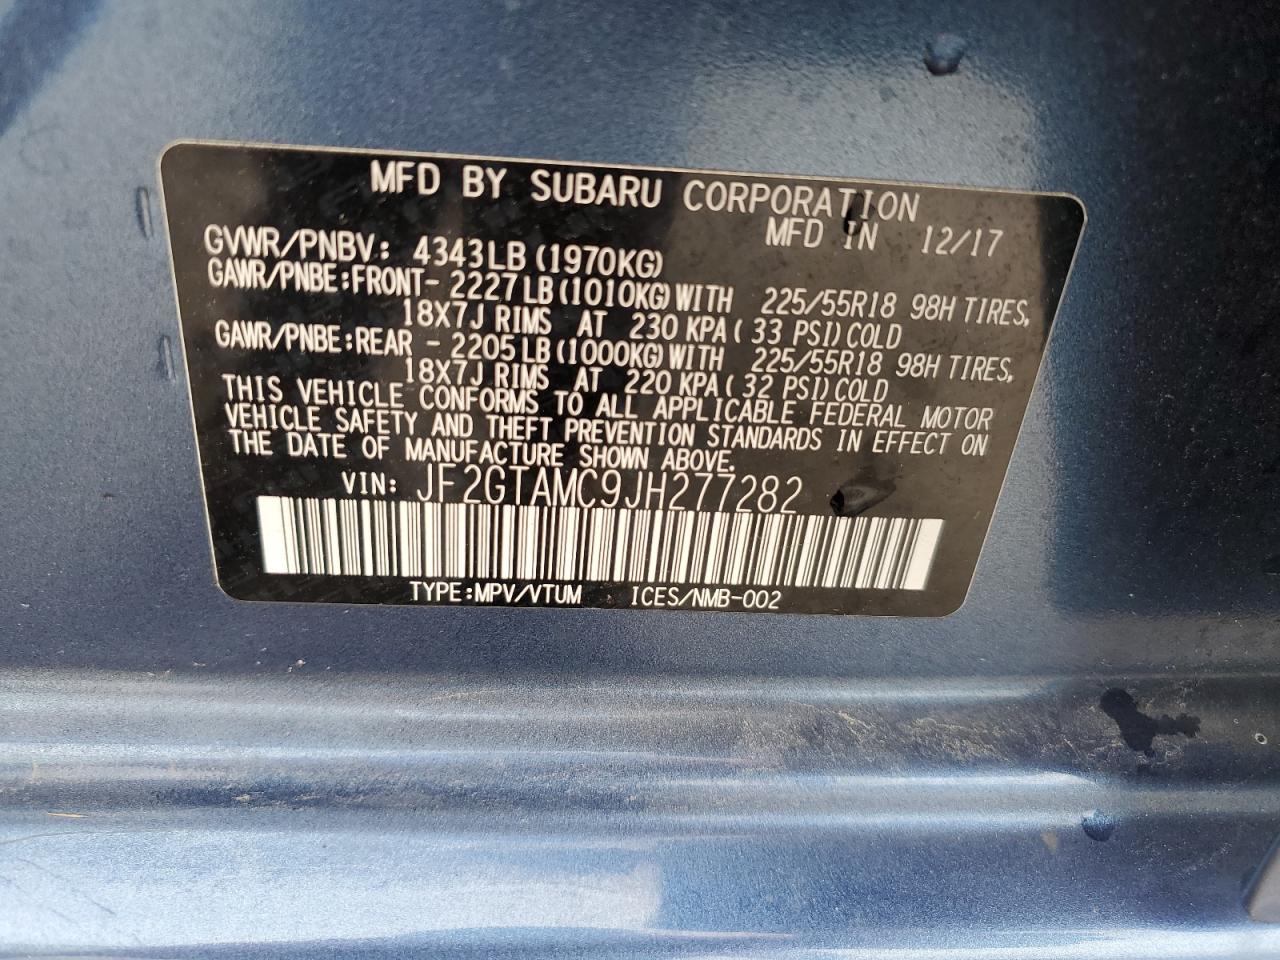 MFD BY SUBARU CORPORATION
MFD IN 12/17
GVWR/PNBV: 4343LB (1970KG)
GAWR/PNBE:FRONT- 2227LB(1010KG)WITH 225/55R18 98H TIRES,
18X7J RIMS AT 230 KPA( 33 PSI)COLD
GAWR/PNBE:REAR - 2205LB(1000KG)WITH 225/55R18 98H TIRES,
18X7J RIMS AT 220 KPA( 32 PSI)COLD
THIS VEHICLE CONFORMS TO ALL APPLICABLE FEDERAL MOTOR
VEHICLE SAFETY AND THEFT PREVENTION STANDARDS IN EFFECT ON
THE DATE OF MANUFACTURE SHOWN ABOVE.
VIN: JF2GTAMC9JH277282
TYPE:MPV/VTUM ICES/NMB-002